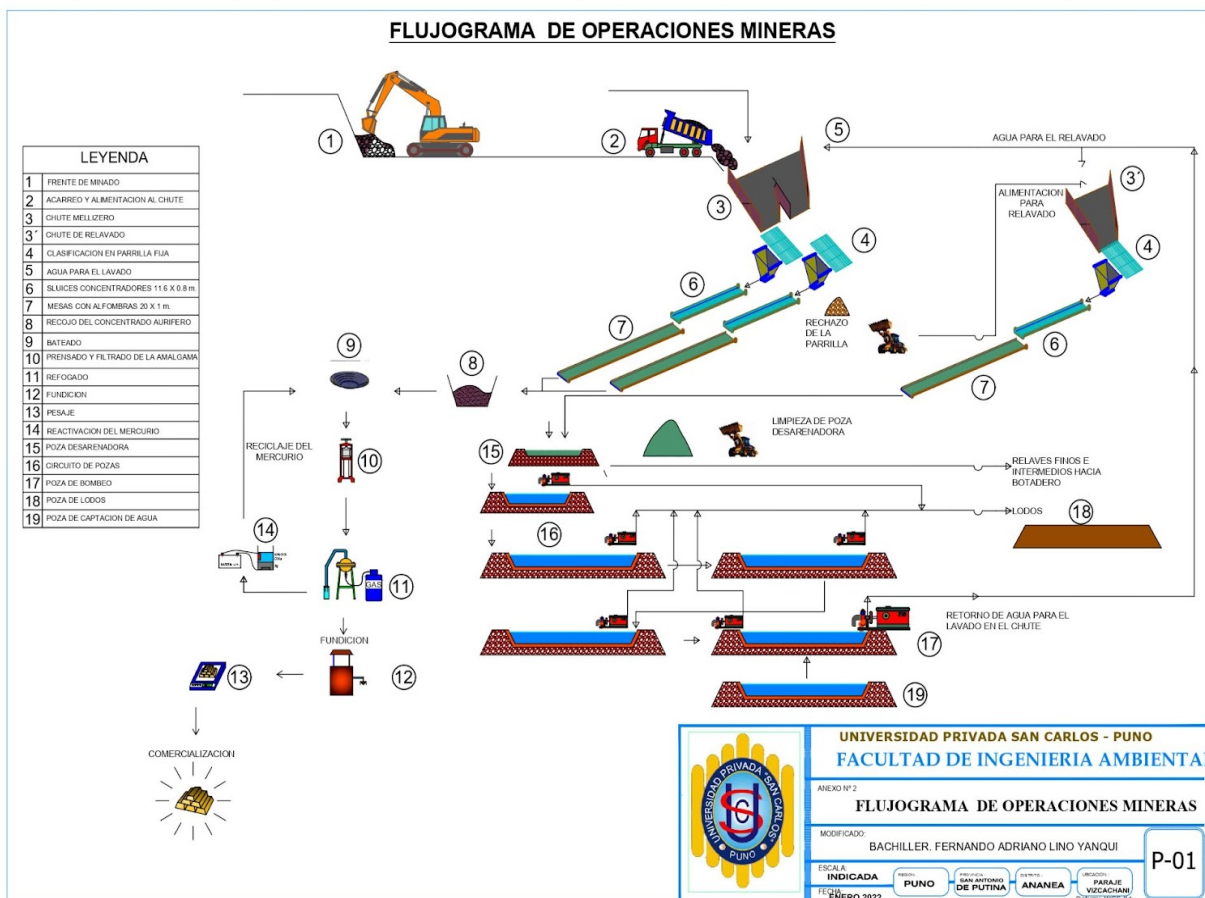 FLUJOGRAMA DE OPERACIONES MINERAS
1
2
5
AGUA PARA EL RELAVADO
3
3´
ALIMENTACION
PARA
RELAVADO
4
4
6
RECHAZO
DE LA
PARRILLA
6
7
7
LEYENDA
1 FRENTE DE MINADO
2 ACARREO Y ALIMENTACION AL CHUTE
3 CHUTE MELLIZERO
3´ CHUTE DE RELAVADO
4 CLASIFICACION EN PARRILLA FIJA
5 AGUA PARA EL LAVADO
6 SLUICES CONCENTRADORES 11.6 X 0.8 m.
7 MESAS CON ALFOMBRAS 20 X 1 m.
8 RECOJO DEL CONCENTRADO AURIFERO
9 BATEADO
10 PRENSADO Y FILTRADO DE LA AMALGAMA
11 REFOGADO
12 FUNDICION
13 PESAJE
14 REACTIVACION DEL MERCURIO
15 POZA DESARENADORA
16 CIRCUITO DE POZAS
17 POZA DE BOMBEO
18 POZA DE LODOS
19 POZA DE CAPTACION DE AGUA
9
8
RECICLAJE DEL
MERCURIO
10
14
GAS
11
FUNDICION
12
13
COMERCIALIZACION
LIMPIEZA DE POZA
DESARENADORA
15
RELAVES FINOS E
INTERMEDIOS HACIA
BOTADERO
LODOS
18
16
RETORNO DE AGUA PARA EL
LAVADO EN EL CHUTE
17
19
UNIVERSIDAD PRIVADA "SAN CARLOS"
PUNO
UNIVERSIDAD PRIVADA SAN CARLOS - PUNO
FACULTAD DE INGENIERIA AMBIENTA
ANEXO Nº 2
FLUJOGRAMA DE OPERACIONES MINERAS
MODIFICADO:
BACHILLER. FERNANDO ADRIANO LINO YANQUI
P-01
ESCALA:
INDICADA
REGION:
PUNO
PROVINCIA:
SAN ANTONIO
DE PUTINA
DISTRITO:
ANANEA
UBICACION:
PARAJE
VIZCACHANI
FECHA:
ENERO 2022